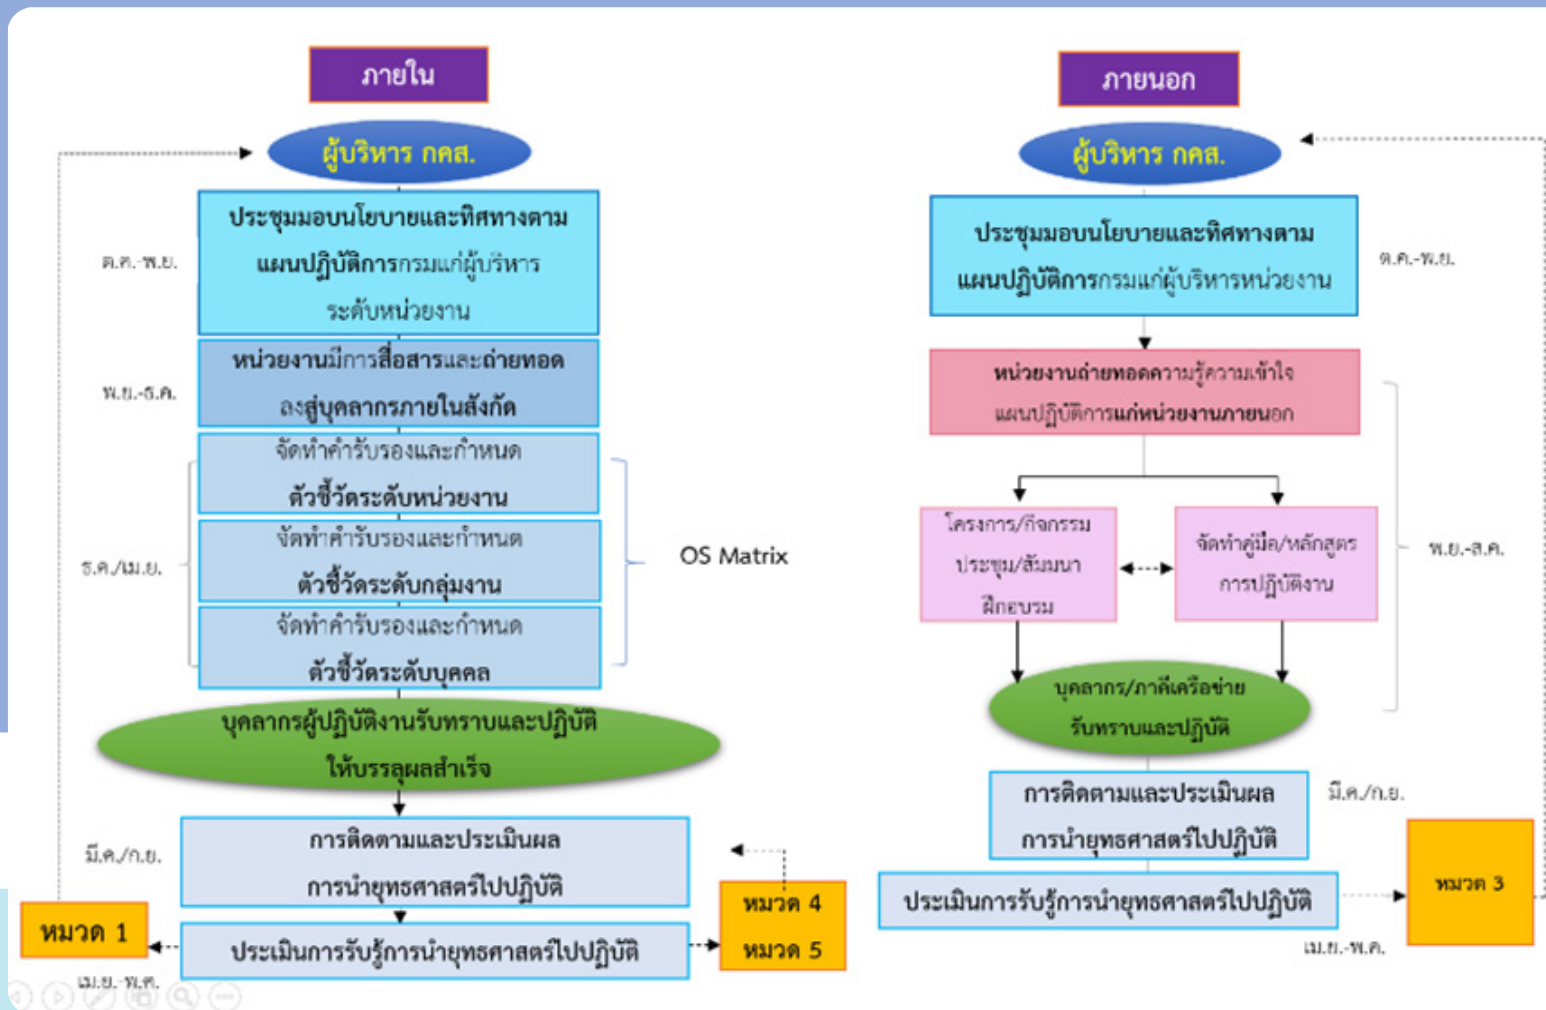 ภายใน
ผู้บริหาร กคส.
ประชุมมอบนโยบายและทิศทางตาม
แผนปฏิบัติการกรมแก่ผู้บริหาร
ระดับหน่วยงาน
ต.ค.-พ.ย.
หน่วยงานมีการสื่อสารและถ่ายทอด
ลงสู่บุคลากรภายในสังกัด
พ.ย.-ธ.ค.
จัดทำคำรับรองและกำหนด
ตัวชี้วัดระดับหน่วยงาน
จัดทำคำรับรองและกำหนด
ตัวชี้วัดระดับกลุ่มงาน
จัดทำคำรับรองและกำหนด
ตัวชี้วัดระดับบุคคล
ธ.ค./เม.ย.
OS Matrix
บุคลากรผู้ปฏิบัติงานรับทราบและปฏิบัติ
ให้บรรลุผลสำเร็จ
การติดตามและประเมินผล
การนำยุทธศาสตร์ไปปฏิบัติ
มี.ค./ก.ย.
หมวด 1
ประเมินการรับรู้การนำยุทธศาสตร์ไปปฏิบัติ
หมวด 4
หมวด 5
เม.ย.-พ.ค.
ภายนอก
ผู้บริหาร กคส.
ประชุมมอบนโยบายและทิศทางตาม
แผนปฏิบัติการกรมแก่ผู้บริหารหน่วยงาน
ต.ค.-พ.ย.
หน่วยงานถ่ายทอดความรู้ความเข้าใจ
แผนปฏิบัติการแก่หน่วยงานภายนอก
โครงการ/กิจกรรม
ประชุม/สัมมนา
ฝึกอบรม
จัดทำคู่มือ/หลักสูตร
การปฏิบัติงาน
พ.ย.-ส.ค.
บุคลากร/ภาคีเครือข่าย
รับทราบและปฏิบัติ
การติดตามและประเมินผล
การนำยุทธศาสตร์ไปปฏิบัติ
มี.ค./ก.ย.
ประเมินการรับรู้การนำยุทธศาสตร์ไปปฏิบัติ
หมวด 3
เม.ย.-พ.ค.